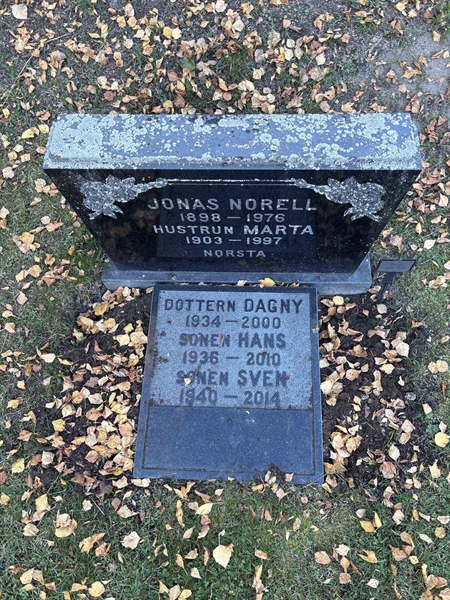 JONAS NORELL
1898 – 1976
HUSTRUN MARTA
1903 – 1997
NORSTA
DOTTERN DAGNY
1934 – 2000
SONEN HANS
1936 – 2010
SONEN SVEN
1940 – 2014